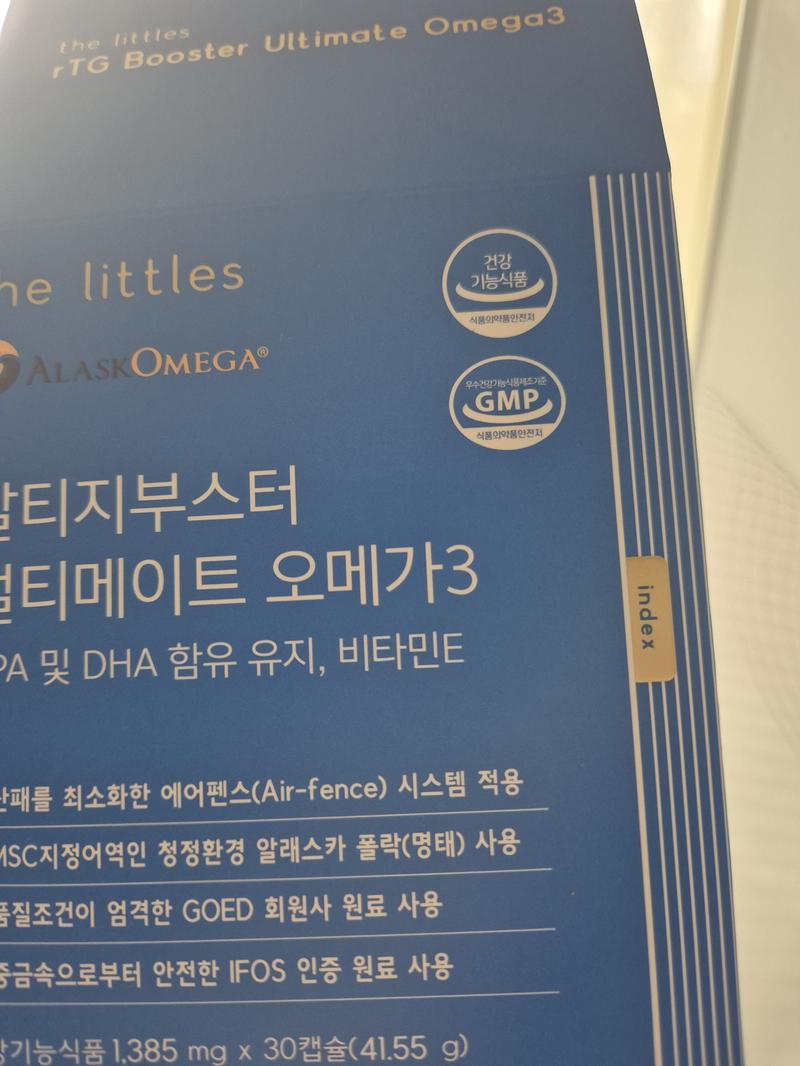 the littles
rTG Booster Ultimate Omega3
the littles
건강
기능식품
식품의약품안전처
ALASKOMEGA®
우수건강기능식품제조기준
GMP
식품의약품안전처
알티지부스터
얼티메이트 오메가3
PA 및 DHA 함유 유지, 비타민E
index
산패를 최소화한 에어펜스(Air-fence) 시스템 적용
MSC지정어역인 청정환경 알래스카 폴락(명태) 사용
품질조건이 엄격한 GOED 회원사 원료 사용
중금속으로부터 안전한 IFOS 인증 원료 사용
강기능식품 1,385 mg x 30캡슐(41.55 g)